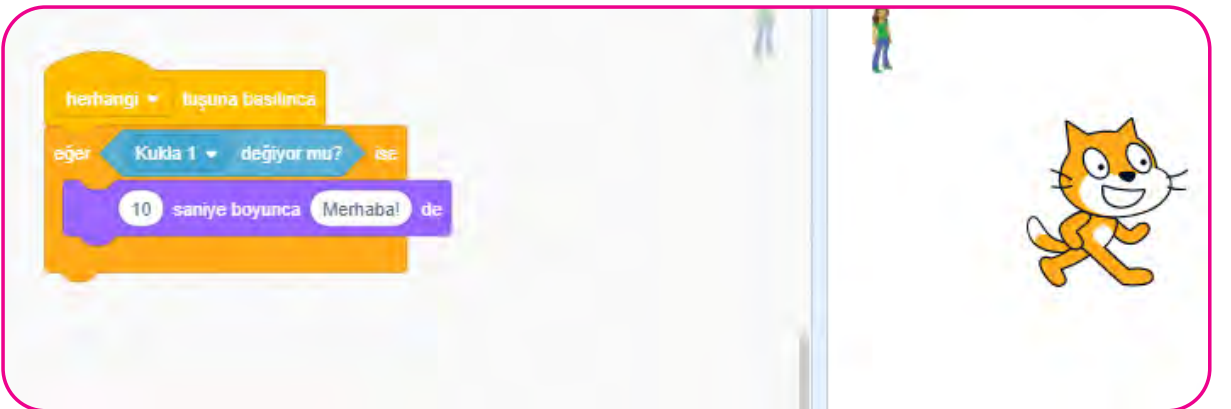 herhangi tuşuna basılınca
eğer Kukla 1 değiyor mu? ise
10 saniye boyunca Merhaba! de